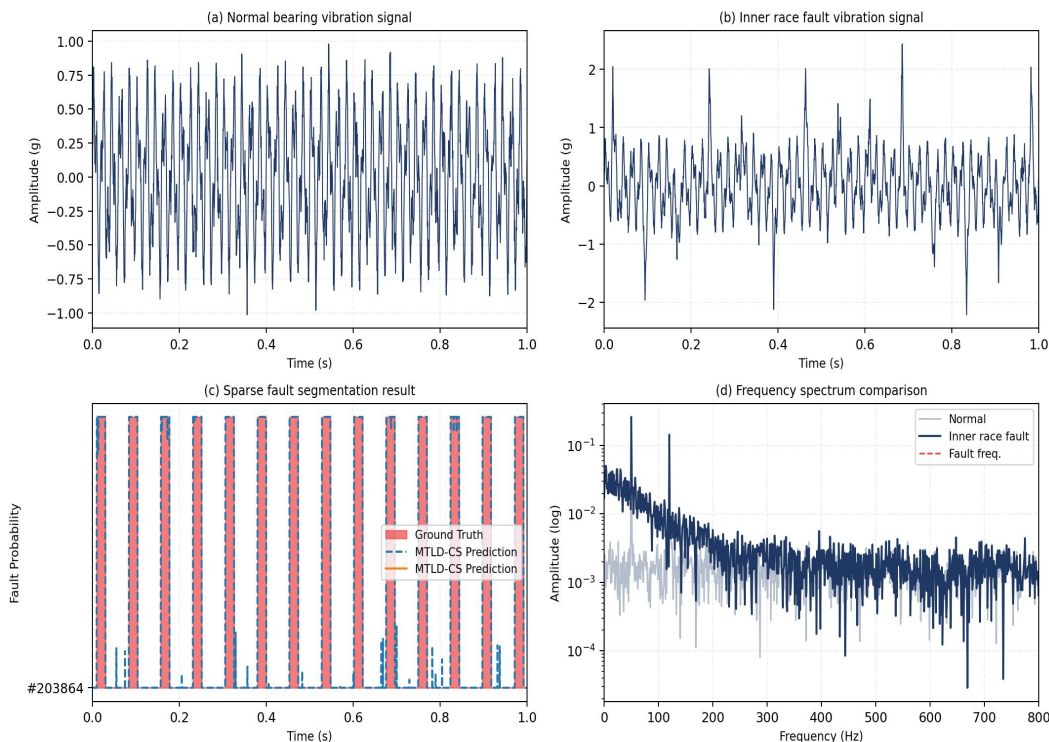 (a) Normal bearing vibration signal
Amplitude (g)
1.00
0.75
0.50
0.25
0.00
−0.25
−0.50
−0.75
−1.00
0.0 0.2 0.4 0.6 0.8 1.0
Time (s)
(b) Inner race fault vibration signal
Amplitude (g)
2
1
0
−1
−2
0.0 0.2 0.4 0.6 0.8 1.0
Time (s)
(c) Sparse fault segmentation result
Fault Probability
Ground Truth
MTLD-CS Prediction
MTLD-CS Prediction
#203864
0.0 0.2 0.4 0.6 0.8 1.0
Time (s)
(d) Frequency spectrum comparison
Amplitude (log)
Normal
Inner race fault
Fault freq.
10⁻¹
10⁻²
10⁻³
10⁻⁴
0 100 200 300 400 500 600 700 800
Frequency (Hz)